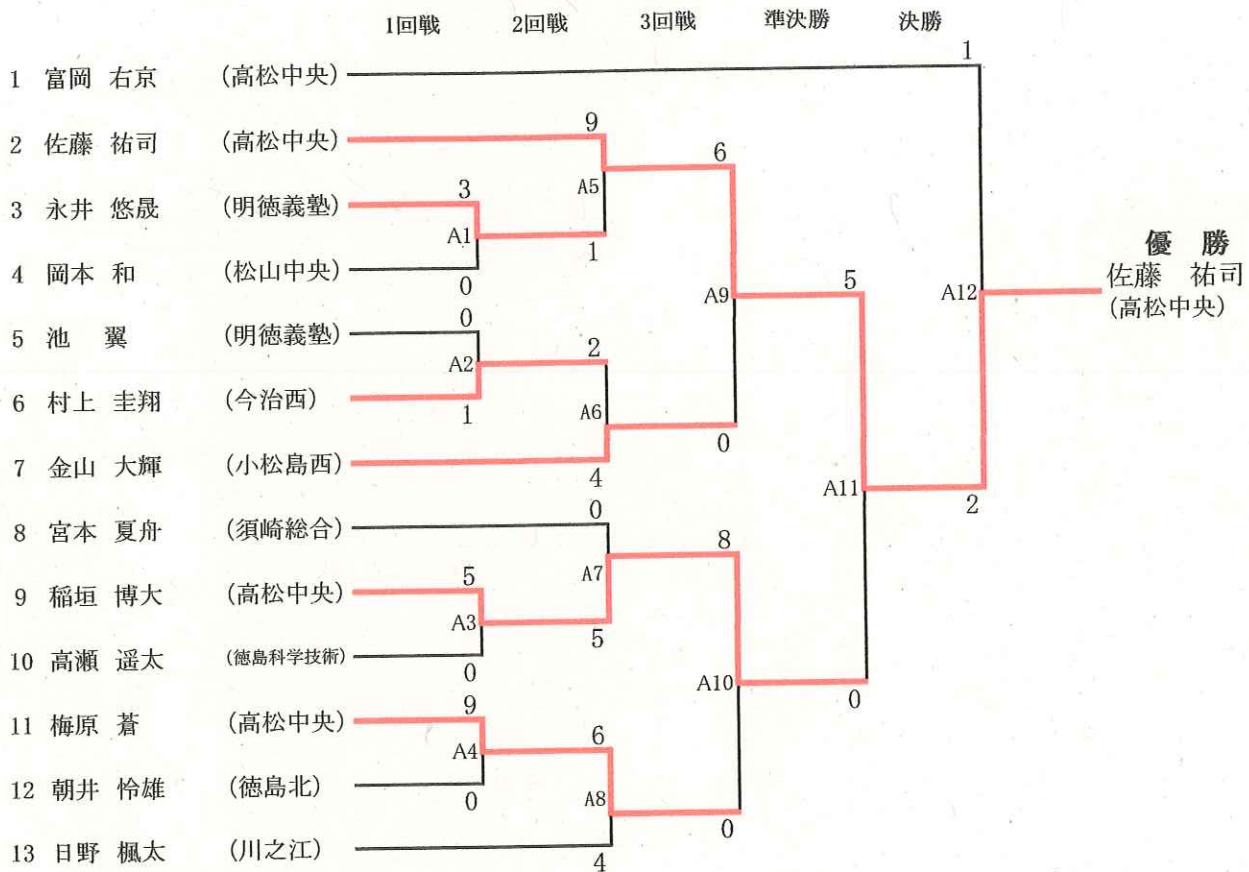 1回戦 2回戦 3回戦 準決勝 決勝
1
1 富岡 右京 (高松中央)
9
2 佐藤 祐司 (高松中央)
6
A5
3
3 永井 悠晟 (明徳義塾)
A1
1
4 岡本 和 (松山中央)
0
優 勝
佐藤 祐司
(高松中央)
A9
5
A12
0
5 池 翼 (明徳義塾)
2
A2
6 村上 圭翔 (今治西)
1
A6
0
7 金山 大輝 (小松島西)
4
A11
2
0
8 宮本 夏舟 (須崎総合)
8
5
A7
9 稲垣 博大 (高松中央)
A3
5
10 高瀬 遥太 (徳島科学技術)
0
A10
0
9
11 梅原 蒼 (高松中央)
6
A4
12 朝井 怜雄 (徳島北)
0
A8
0
13 日野 楓太 (川之江)
4